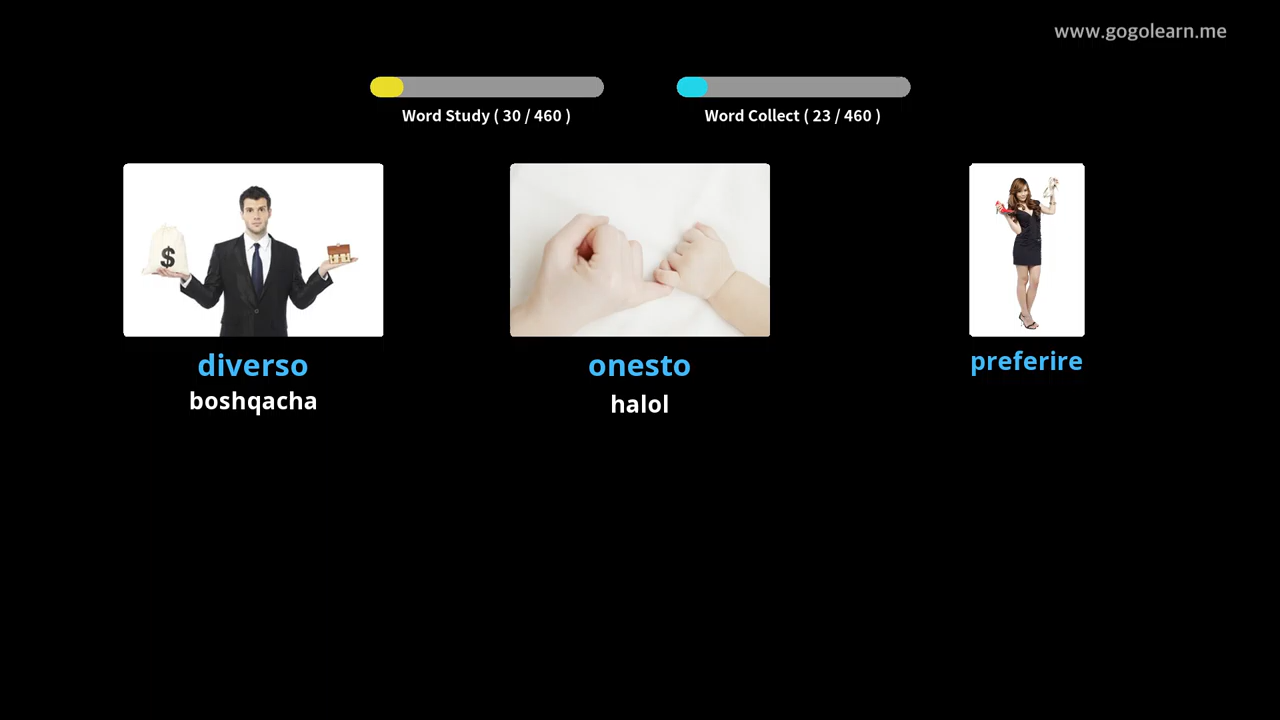 www.gogolearn.me
Word Study ( 30 / 460 )
Word Collect ( 23 / 460 )
$
diverso
onesto
preferire
boshqacha
halol